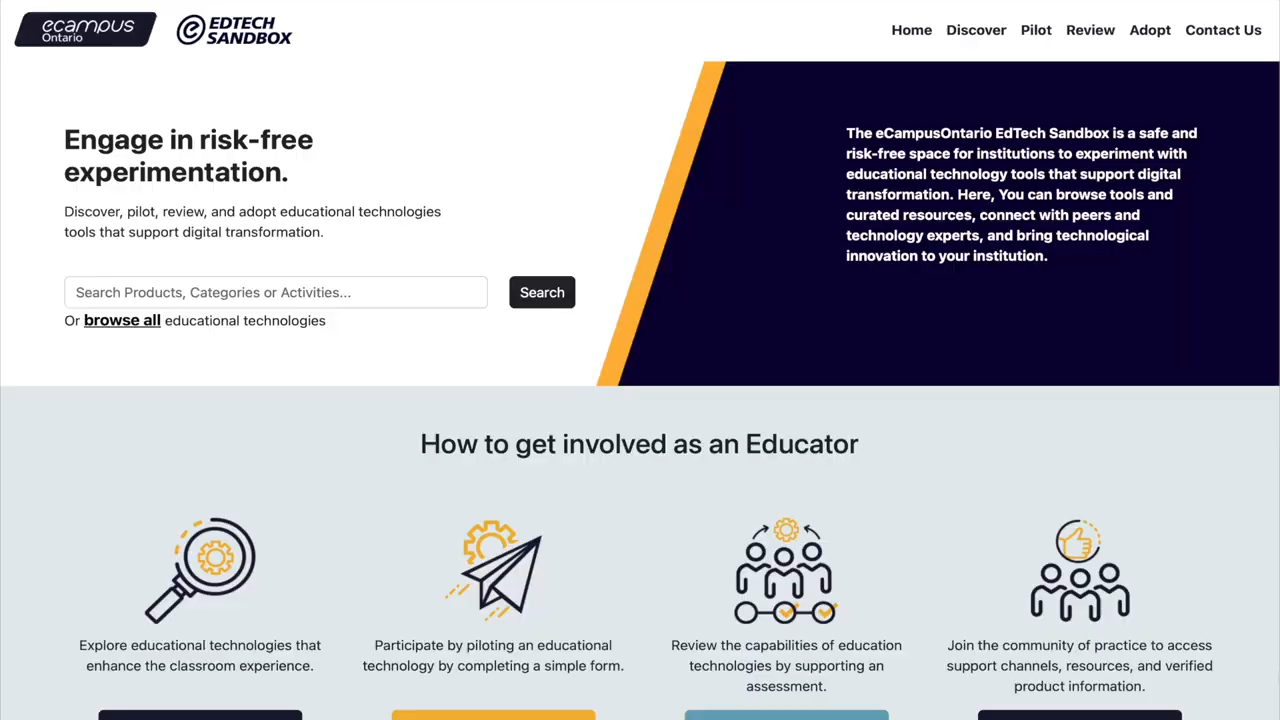 ecampus
Ontario
EDTECH
SANDBOX
Home Discover Pilot Review Adopt Contact Us
Engage in risk-free
experimentation.
Discover, pilot, review, and adopt educational technologies
tools that support digital transformation.
Search Products, Categories or Activities...
Search
Or browse all educational technologies
The eCampusOntario EdTech Sandbox is a safe and
risk-free space for institutions to experiment with
educational technology tools that support digital
transformation. Here, You can browse tools and
curated resources, connect with peers and
technology experts, and bring technological
innovation to your institution.
How to get involved as an Educator
Explore educational technologies that
enhance the classroom experience.
Participate by piloting an educational
technology by completing a simple form.
Review the capabilities of education
technologies by supporting an
assessment.
Join the community of practice to access
support channels, resources, and verified
product information.